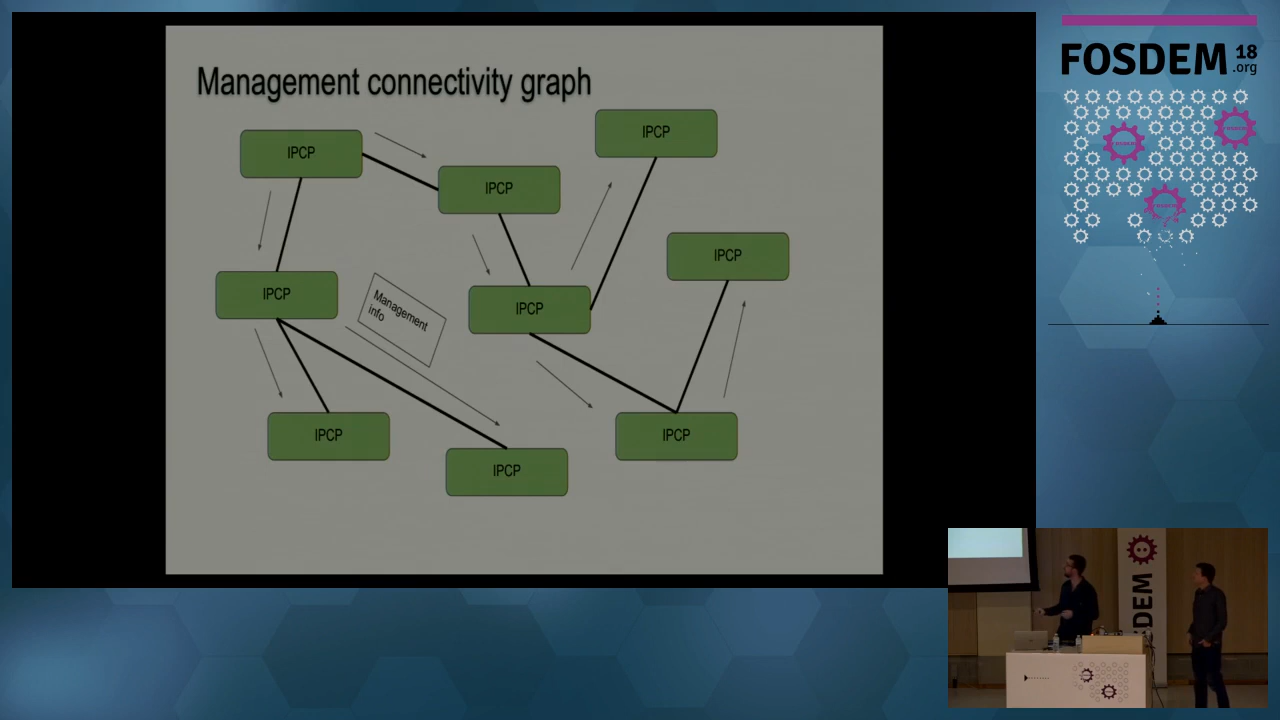 Management connectivity graph
IPCP
IPCP
IPCP
IPCP
IPCP
IPCP
Management
info
IPCP
IPCP
IPCP
FOSDEM 18
.org
DEM